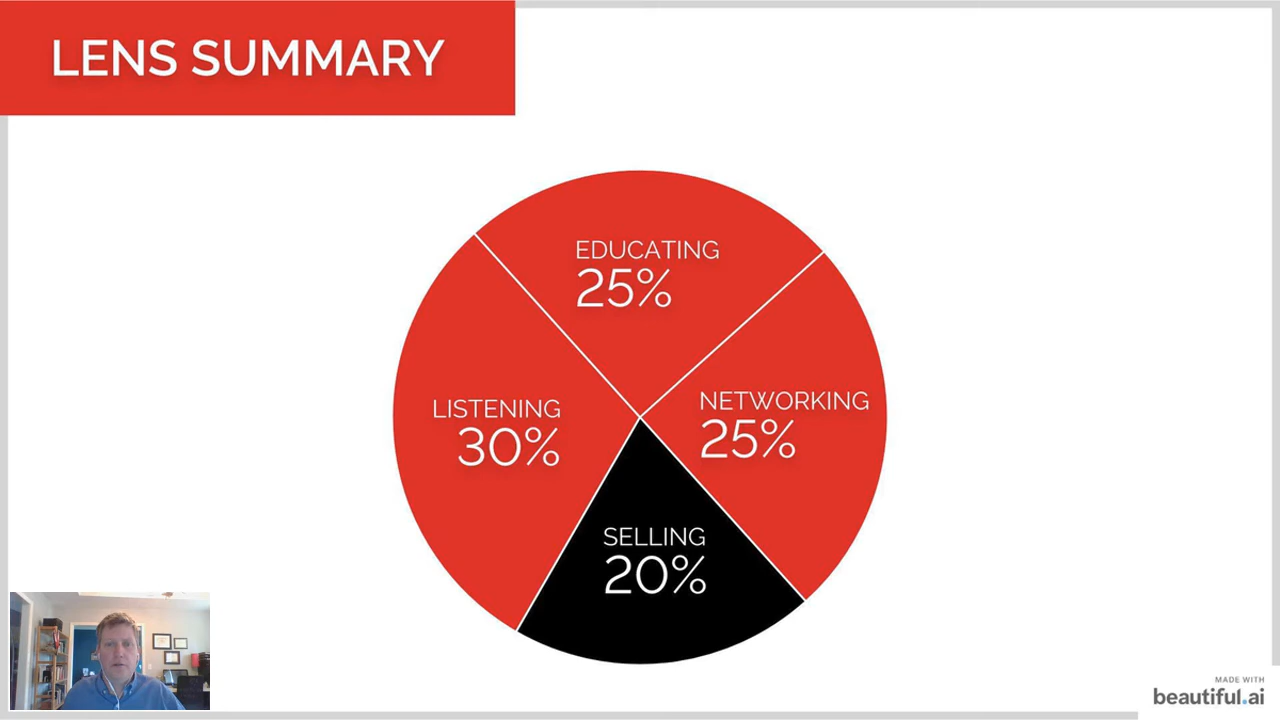 LENS SUMMARY
EDUCATING
25%
LISTENING
30%
NETWORKING
25%
SELLING
20%
MADE WITH
beautiful.ai